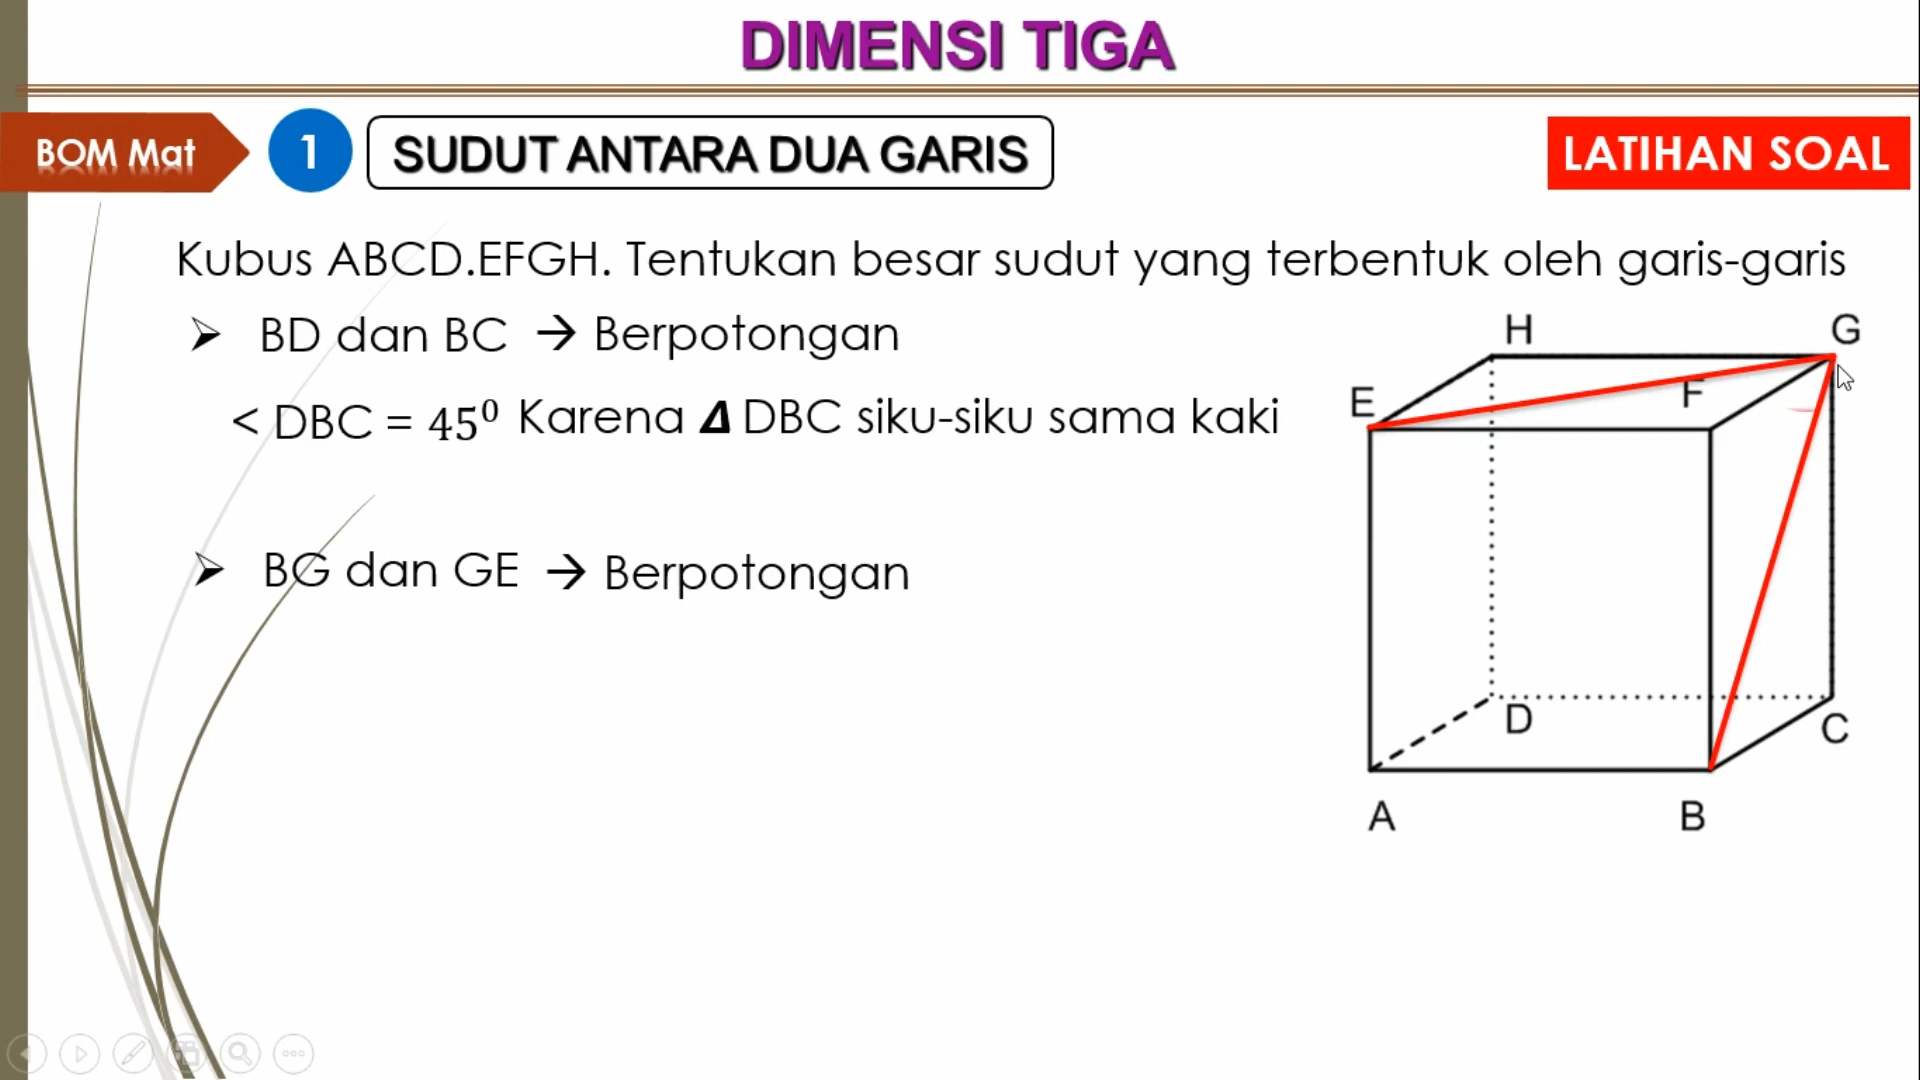 DIMENSI TIGA
BOM Mat
1
SUDUT ANTARA DUA GARIS
LATIHAN SOAL
Kubus ABCD.EFGH. Tentukan besar sudut yang terbentuk oleh garis-garis
➢ BD dan BC → Berpotongan
< DBC = 45⁰ Karena Δ DBC siku-siku sama kaki
➢ BG dan GE → Berpotongan
H
G
E
F
D
C
A
B